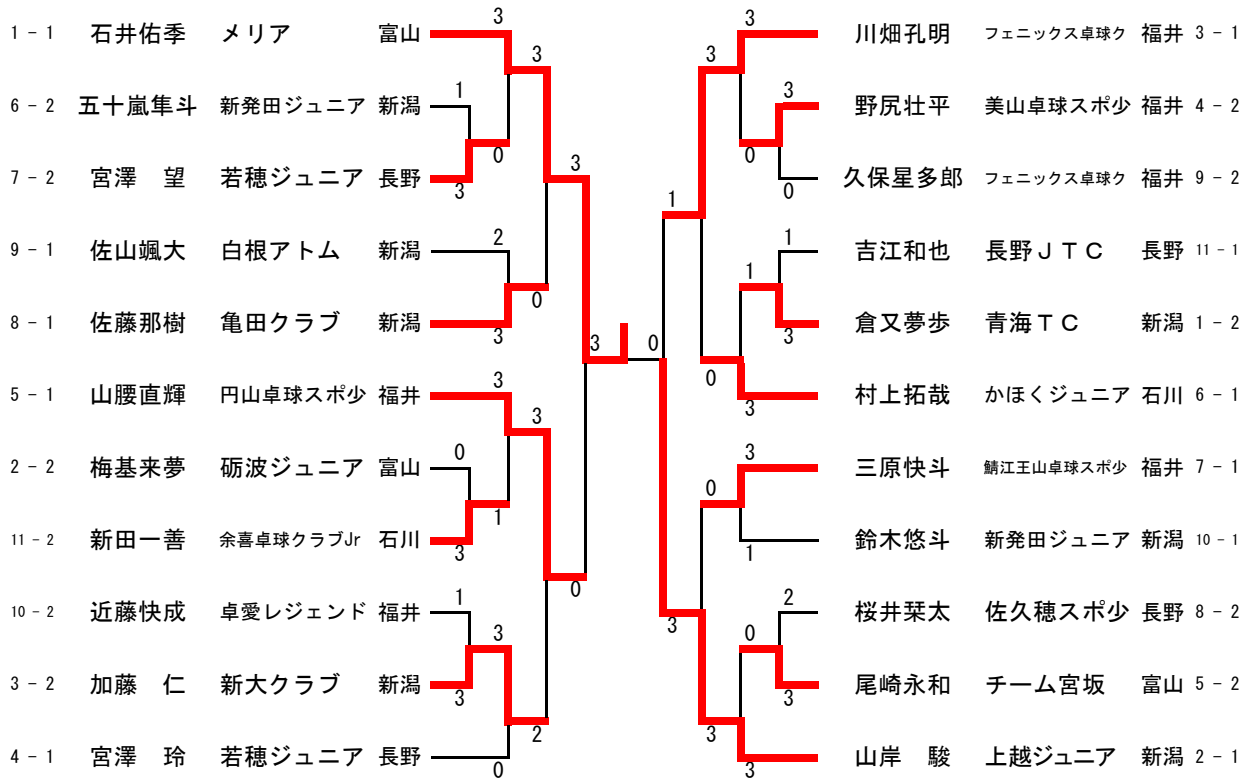 3 3
1 - 1 石井佑季 メリア 富山 川畑孔明 フェニックス卓球ク 福井 3 - 1
3 3
1 3
6 - 2 五十嵐隼斗 新発田ジュニア 新潟 野尻壮平 美山卓球スポ少 福井 4 - 2
0 0
3
7 - 2 宮澤 望 若穂ジュニア 長野 久保星多郎 フェニックス卓球ク 福井 9 - 2
3 0
1
2 1
9 - 1 佐山颯大 白根アトム 新潟 吉江和也 長野JTC 長野 11 - 1
0 1
8 - 1 佐藤那樹 亀田クラブ 新潟 倉又夢歩 青海TC 新潟 1 - 2
3 3
3 0
3 0
5 - 1 山腰直輝 円山卓球スポ少 福井 村上拓哉 かほくジュニア 石川 6 - 1
3 3
0 3
2 - 2 梅基来夢 砺波ジュニア 富山 三原快斗 鯖江王山卓球スポ少 福井 7 - 1
0
1
11 - 2 新田一善 余喜卓球クラブJr 石川 鈴木悠斗 新発田ジュニア 新潟 10 - 1
3 1
0
1 2
10 - 2 近藤快成 卓愛レジェンド 福井 桜井栞太 佐久穂スポ少 長野 8 - 2
3 3 0
3 - 2 加藤 仁 新大クラブ 新潟 尾崎永和 チーム宮坂 富山 5 - 2
3 3
2 3
4 - 1 宮澤 玲 若穂ジュニア 長野 山岸 駿 上越ジュニア 新潟 2 - 1
0 3